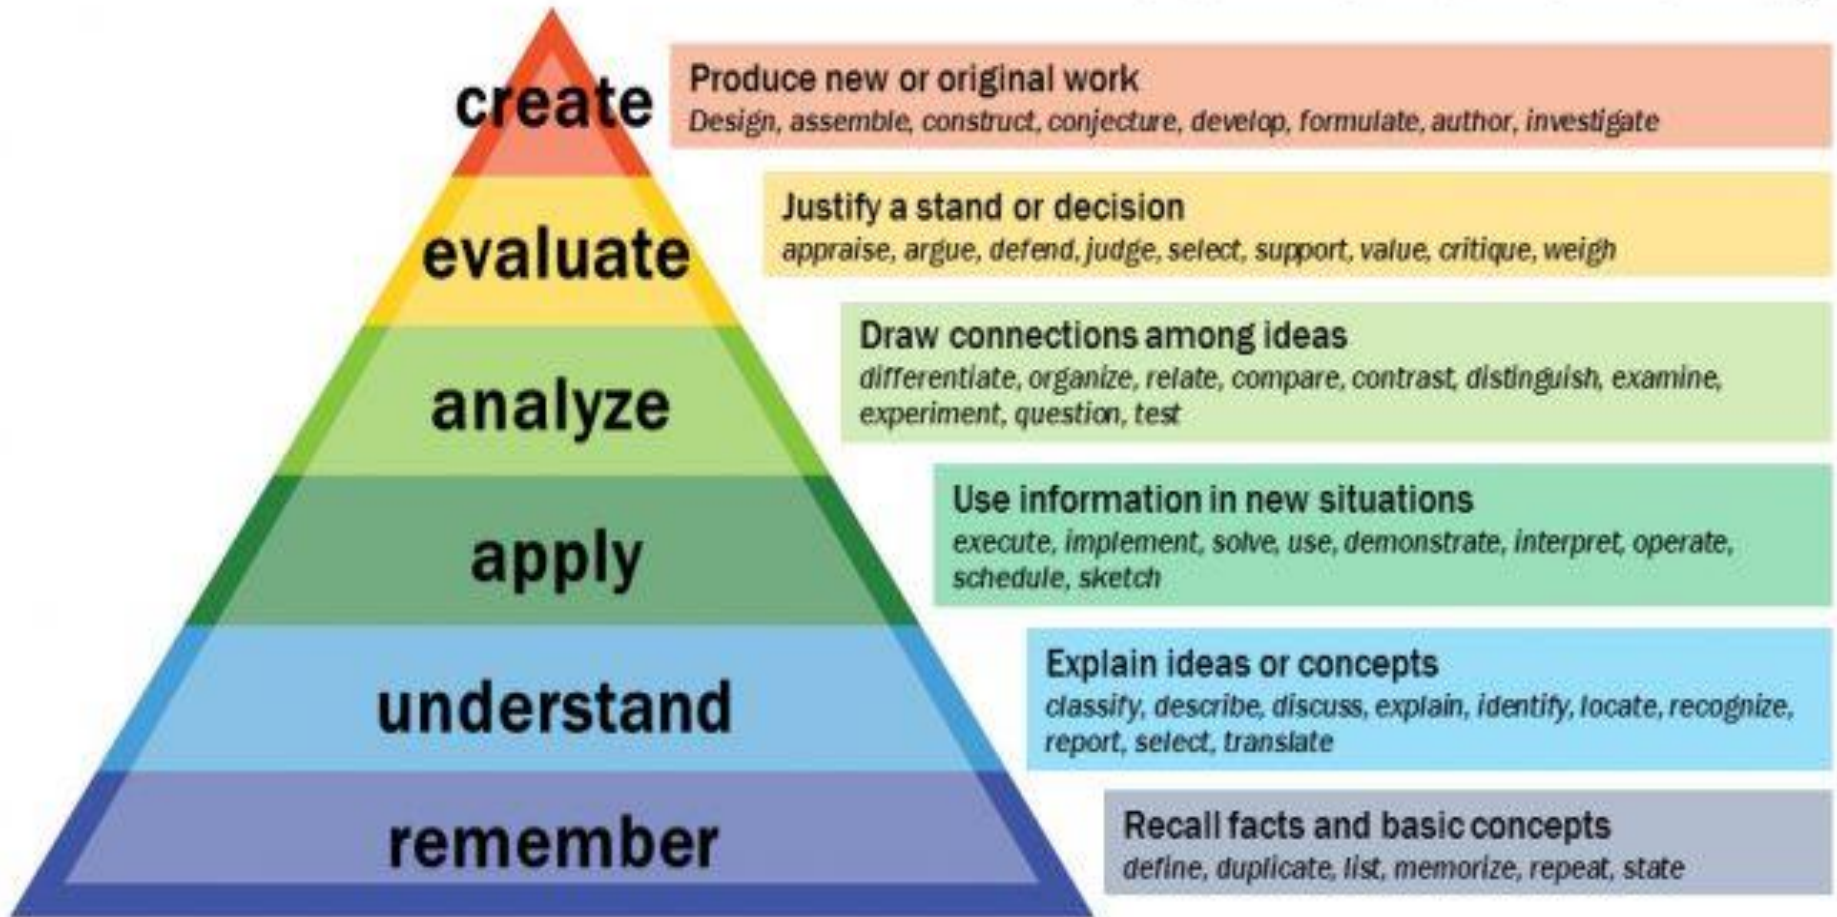 create
Produce new or original work
Design, assemble, construct, conjecture, develop, formulate, author, investigate
evaluate
Justify a stand or decision
appraise, argue, defend, judge, select, support, value, critique, weigh
analyze
Draw connections among ideas
differentiate, organize, relate, compare, contrast, distinguish, examine,
experiment, question, test
apply
Use information in new situations
execute, implement, solve, use, demonstrate, interpret, operate,
schedule, sketch
understand
Explain ideas or concepts
classify, describe, discuss, explain, identify, locate, recognize,
report, select, translate
remember
Recall facts and basic concepts
define, duplicate, list, memorize, repeat, state